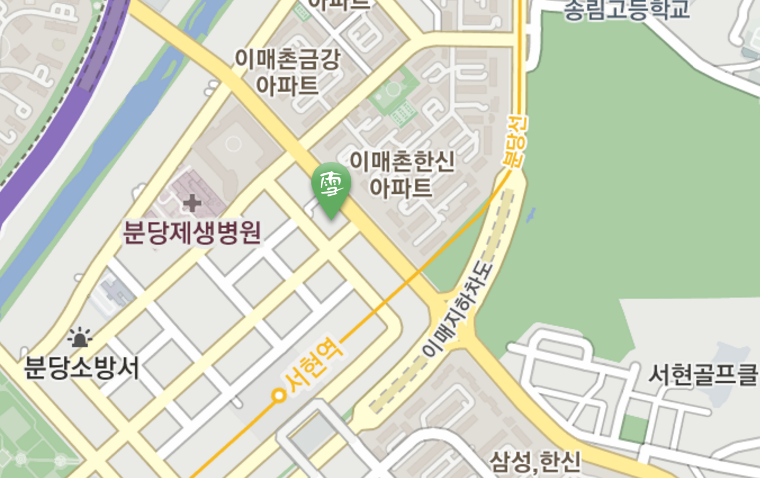 아파트
송림고등학교
이매촌금강
아파트
분당선
이매촌한신
아파트
雪
분당제생병원
이매지하차도
서현역
분당소방서
서현골프클
삼성,한신